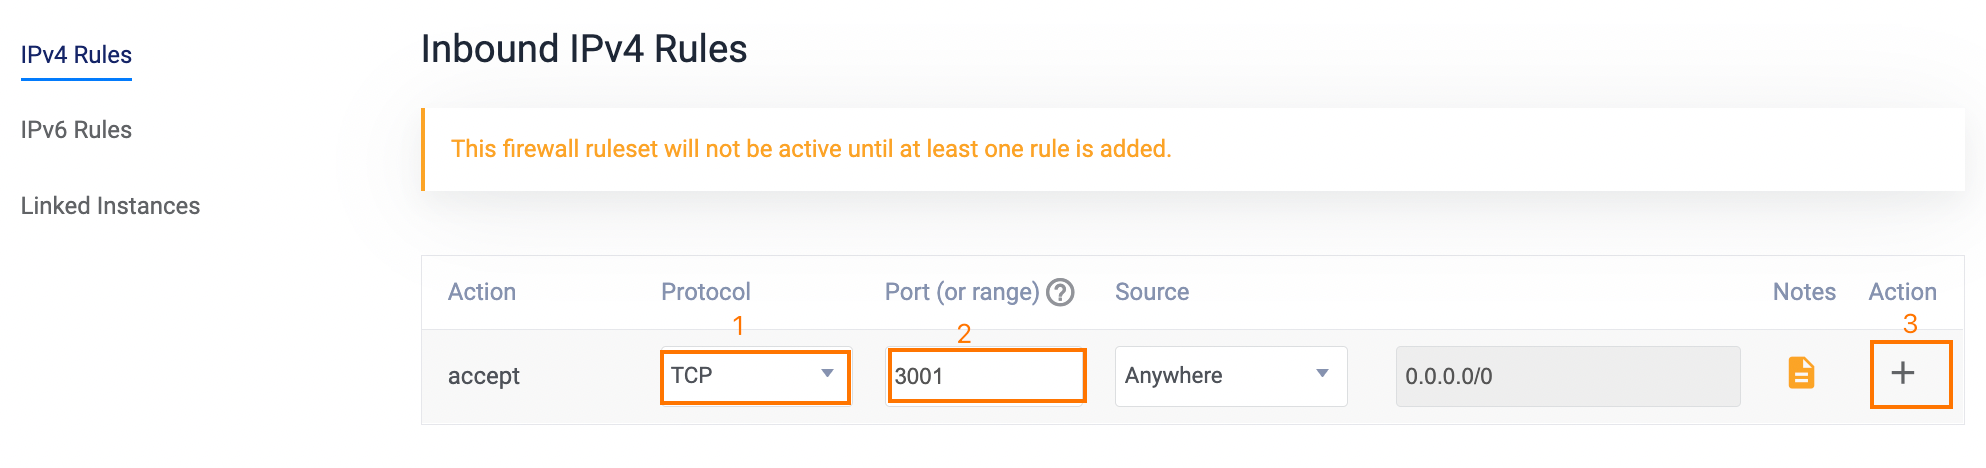 IPv4 Rules
IPv6 Rules
Linked Instances
Inbound IPv4 Rules
This firewall ruleset will not be active until at least one rule is added.
Action Protocol Port (or range) ? Source Notes Action
1 2 3
accept TCP 3001 Anywhere 0.0.0.0/0 +